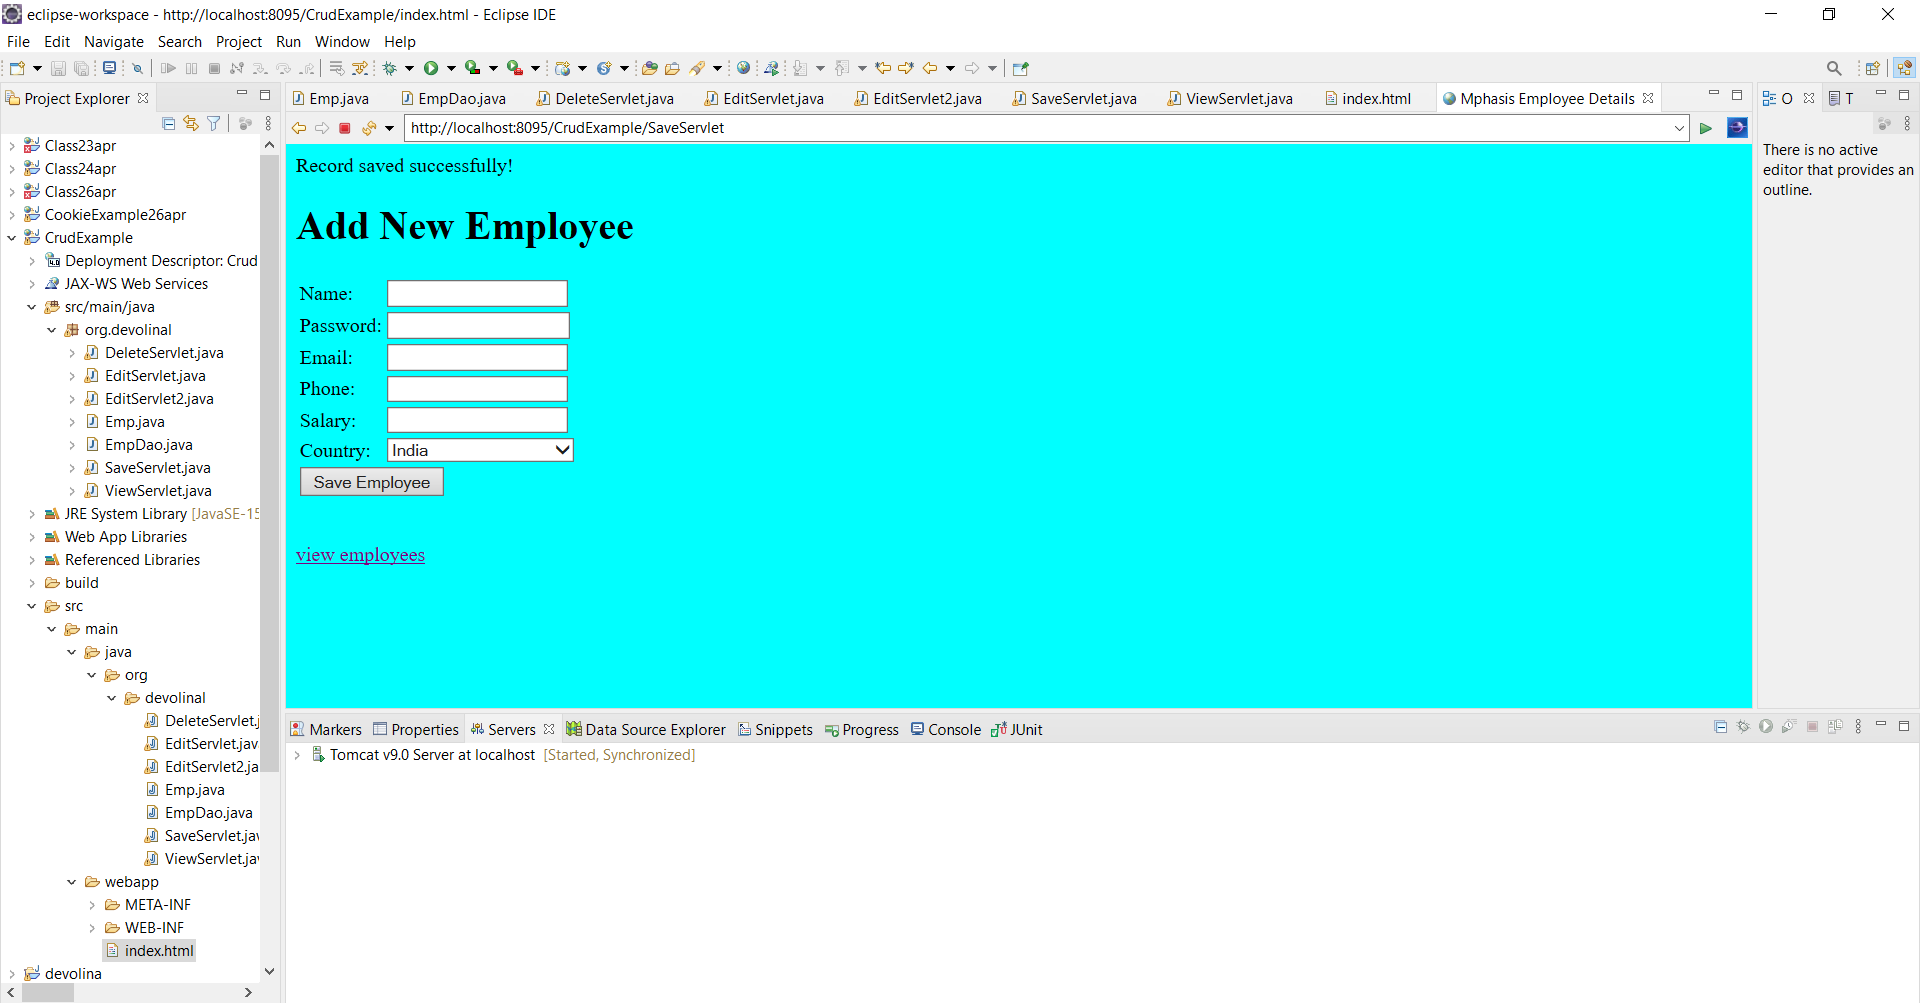 eclipse-workspace - http://localhost:8095/CrudExample/index.html - Eclipse IDE
File Edit Navigate Search Project Run Window Help
Project Explorer
Class23apr
Class24apr
Class26apr
CookieExample26apr
CrudExample
Deployment Descriptor: Crud
JAX-WS Web Services
src/main/java
org.devolinal
DeleteServlet.java
EditServlet.java
EditServlet2.java
Emp.java
EmpDao.java
SaveServlet.java
ViewServlet.java
JRE System Library [JavaSE-15
Web App Libraries
Referenced Libraries
build
src
main
java
org
devolinal
DeleteServlet.j
EditServlet.jav
EditServlet2.ja
Emp.java
EmpDao.java
SaveServlet.jav
ViewServlet.jav
webapp
META-INF
WEB-INF
index.html
devolina
Emp.java EmpDao.java DeleteServlet.java EditServlet.java EditServlet2.java SaveServlet.java ViewServlet.java index.html Mphasis Employee Details
http://localhost:8095/CrudExample/SaveServlet
Record saved successfully!
Add New Employee
Name:
Password:
Email:
Phone:
Salary:
Country: India
Save Employee
view employees
O T
There is no active
editor that provides an
outline.
Markers Properties Servers Data Source Explorer Snippets Progress Console JUnit
Tomcat v9.0 Server at localhost [Started, Synchronized]